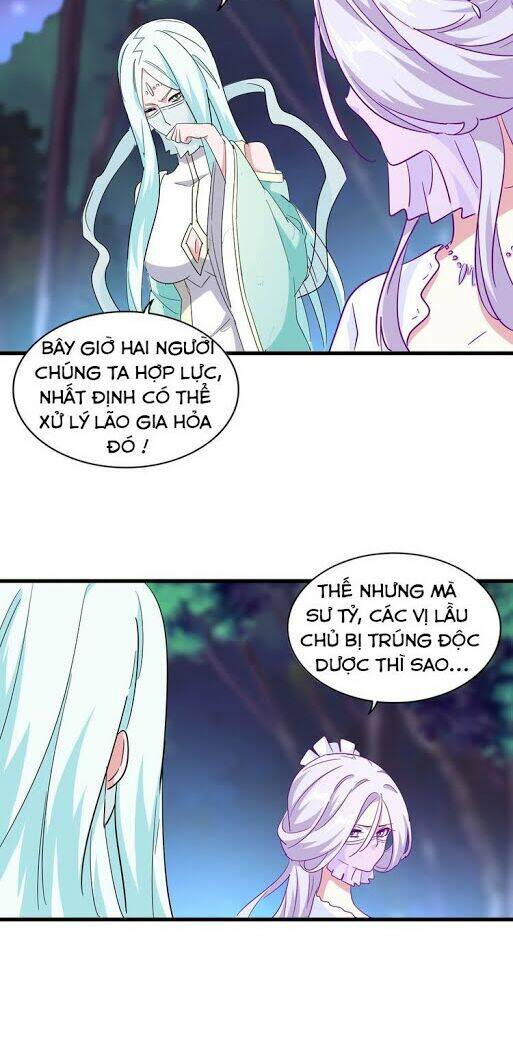 BÂY GIỜ HAI NGƯỜI
CHÚNG TA HỢP LỰC,
NHẤT ĐỊNH CÓ THỂ
XỬ LÝ LÃO GIA HỎA
ĐÓ !
THẾ NHƯNG MÀ
SƯ TỶ, CÁC VỊ LẦU
CHỦ BỊ TRÚNG ĐỘC
DƯỢC THÌ SAO...